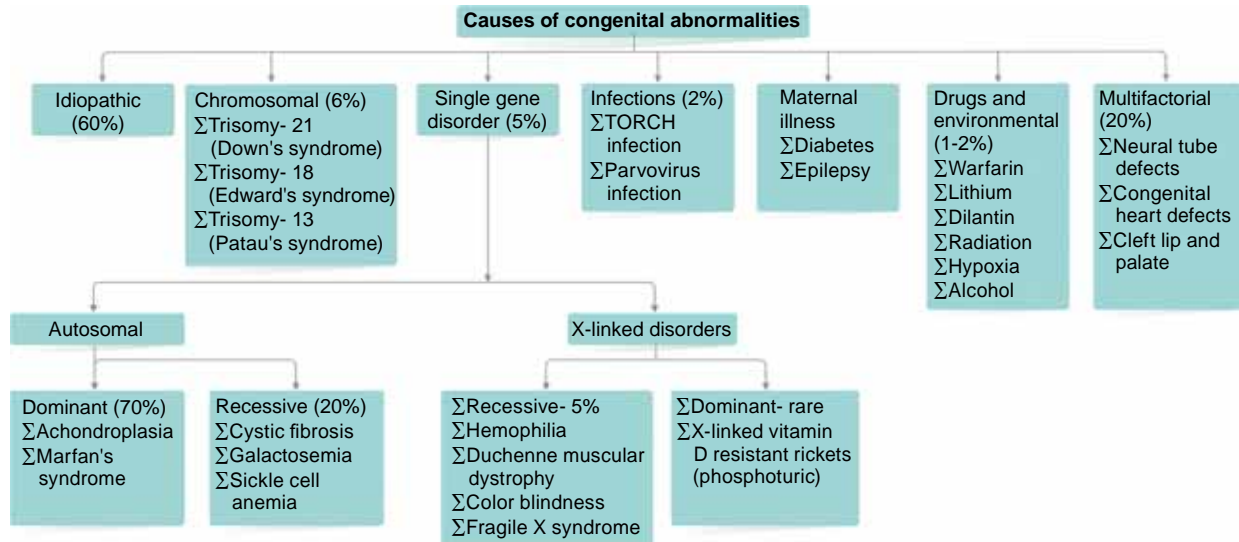 Causes of congenital abnormalities
Idiopathic
(60%)
Chromosomal (6%)
∑Trisomy- 21
(Down's syndrome)
∑Trisomy- 18
(Edward's syndrome)
∑Trisomy- 13
(Patau's syndrome)
Single gene
disorder (5%)
Infections (2%)
∑TORCH
infection
∑Parvovirus
infection
Maternal
illness
∑Diabetes
∑Epilepsy
Drugs and
environmental
(1-2%)
∑Warfarin
∑Lithium
∑Dilantin
∑Radiation
∑Hypoxia
∑Alcohol
Multifactorial
(20%)
∑Neural tube
defects
∑Congenital
heart defects
∑Cleft lip and
palate
Autosomal
X-linked disorders
Dominant (70%)
∑Achondroplasia
∑Marfan's
syndrome
Recessive (20%)
∑Cystic fibrosis
∑Galactosemia
∑Sickle cell
anemia
∑Recessive- 5%
∑Hemophilia
∑Duchenne muscular
dystrophy
∑Color blindness
∑Fragile X syndrome
∑Dominant- rare
∑X-linked vitamin
D resistant rickets
(phosphoturic)